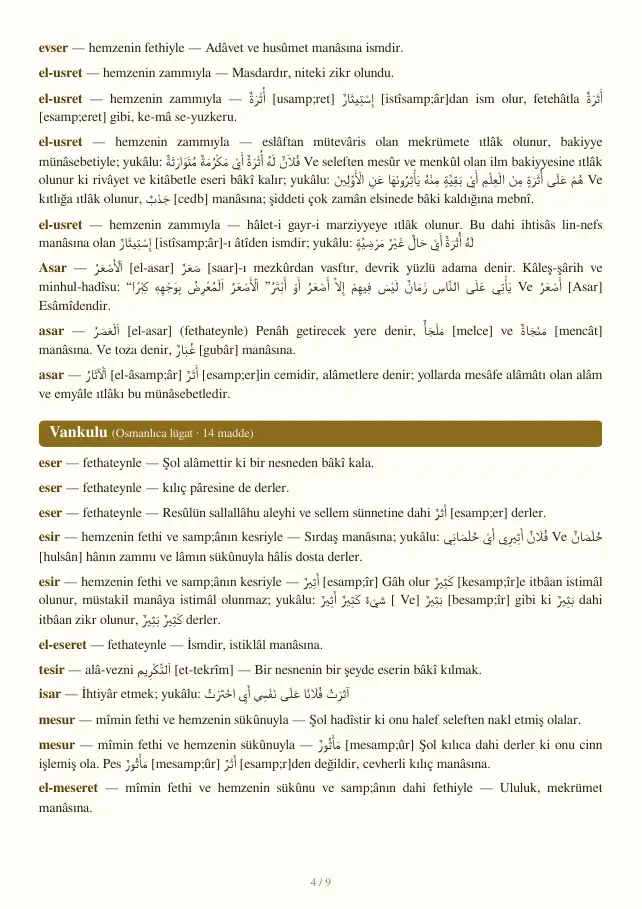 evser — hemzenin fethiyle — Adâvet ve husûmet manâsına ismdir.
el-usret — hemzenin zammıyla — Masdardır, niteki zikr olundu.
el-usret — hemzenin zammıyla — أُثْرَةٌ [usamp;ret] إِسْتِيثَارٌ [istîsamp;âr]dan ism olur, fetehâtla أَثَرَةٌ
[esamp;eret] gibi, ke-mâ se-yuzkeru.
el-usret — hemzenin zammıyla — eslâftan mütevâris olan mekrümete ıtlâk olunur, bakiyye
münâsebetiyle; yukâlu: فُلاَنٌ لَهُ أُثْرَةٌ أَيْ مَكْرُمَةٌ مُتَوَارَثَةٌ Ve seleften mesûr ve menkûl olan ilm bakiyyesine ıtlâk
olunur ki rivâyet ve kitâbetle eseri bâkî kalır; yukâlu: هُمْ عَلَى أُثْرَةٍ مِنَ الْعِلْمِ أَيْ بَقِيَّةٍ مِنْهُ يَأْثِرُونَهَا عَنِ الْأَوَّلِينَ Ve
kıtlığa ıtlâk olunur, جَدْبٌ [cedb] manâsına; şiddeti çok zamân elsinede bâki kaldığına mebnî.
el-usret — hemzenin zammıyla — hâlet-i gayr-i marziyyeye ıtlâk olunur. Bu dahi ihtisâs lin-nefs
manâsına olan إِسْتِيثَارٌ [istîsamp;âr]-ı âtîden ismdir; yukâlu: لَهُ أُثْرَةٌ أَيْ حَالٌ غَيْرُ مَرْضِيَّةٍ
Asar — اَلْأَصْعَرُ [el-asar] صَعَرٌ [saar]-ı mezkûrdan vasftır, devrik yüzlü adama denir. Kâleş-şârih ve
minhul-hadîsu: “يَأْتِي عَلَى النَّاسِ زَمَانٌ لَيْسَ فِيهِمْ إِلاَّ أَصْعَرُ أَوْ أَبْتَرُ” اَلْأَصْعَرُ اَلْمُعْرِضُ بِوَجْهِهِ كِبْرًا Ve أَصْعَرُ [Asar]
Esâmîdendir.
asar — اَلْعَصَرُ [el-asar] (fethateynle) Penâh getirecek yere denir, مَلْجَأٌ [melce] ve مَنْجَاةٌ [mencât]
manâsına. Ve toza denir, غُبَارٌ [gubâr] manâsına.
asar — اَلْآثَارُ [el-âsamp;âr] أَثَرٌ [esamp;er]in cemidir, alâmetlere denir; yollarda mesâfe alâmâtı olan alâm
ve emyâle ıtlâkı bu münâsebetledir.
Vankulu (Osmanlıca lügat · 14 madde)
eser — fethateynle — Şol alâmettir ki bir nesneden bâkî kala.
eser — fethateynle — kılıç pâresine de derler.
eser — fethateynle — Resûlün sallallâhu aleyhi ve sellem sünnetine dahi أَثَرٌ [esamp;er] derler.
esir — hemzenin fethi ve samp;ânın kesriyle — Sırdaş manâsına; yukâlu: فُلَانٌ أَثِيرِي أَيْ خُلْصَانِي Ve خُلْصَانٌ
[hulsân] hânın zammı ve lâmın sükûnuyla hâlis dosta derler.
esir — hemzenin fethi ve samp;ânın kesriyle — أَثِيرٌ [esamp;îr] Gâh olur كَثِيرٌ [kesamp;îr]e itbâan istimâl
olunur, müstakil manâya istimâl olunmaz; yukâlu: شَيْءٌ كَثِيرٌ أَثِيرٌ [ Ve] بَثِيرٌ [besamp;îr] gibi ki بَثِيرٌ dahi
itbâan zikr olunur, كَثِيرٌ بَثِيرٌ derler.
el-eseret — fethateynle — İsmdir, istiklâl manâsına.
tesir — alâ-vezni اَلتَّكْرِيم [et-tekrîm] — Bir nesnenin bir şeyde eserin bâkî kılmak.
isar — İhtiyâr etmek; yukâlu: آثَرْتُ فُلَانًا عَلَى نَفْسِي أَيِ اخْتَرْتُ
mesur — mîmin fethi ve hemzenin sükûnuyla — Şol hadîstir ki onu halef seleften nakl etmiş olalar.
mesur — mîmin fethi ve hemzenin sükûnuyla — مَأْثُورٌ [mesamp;ûr] Şol kılıca dahi derler ki onu cinn
işlemiş ola. Pes مَأْثُورٌ [mesamp;ûr] أَثْرٌ [esamp;r]den değildir, cevherli kılıç manâsına.
el-meseret — mîmin fethi ve hemzenin sükûnu ve samp;ânın dahi fethiyle — Ululuk, mekrümet
manâsına.
4 / 9